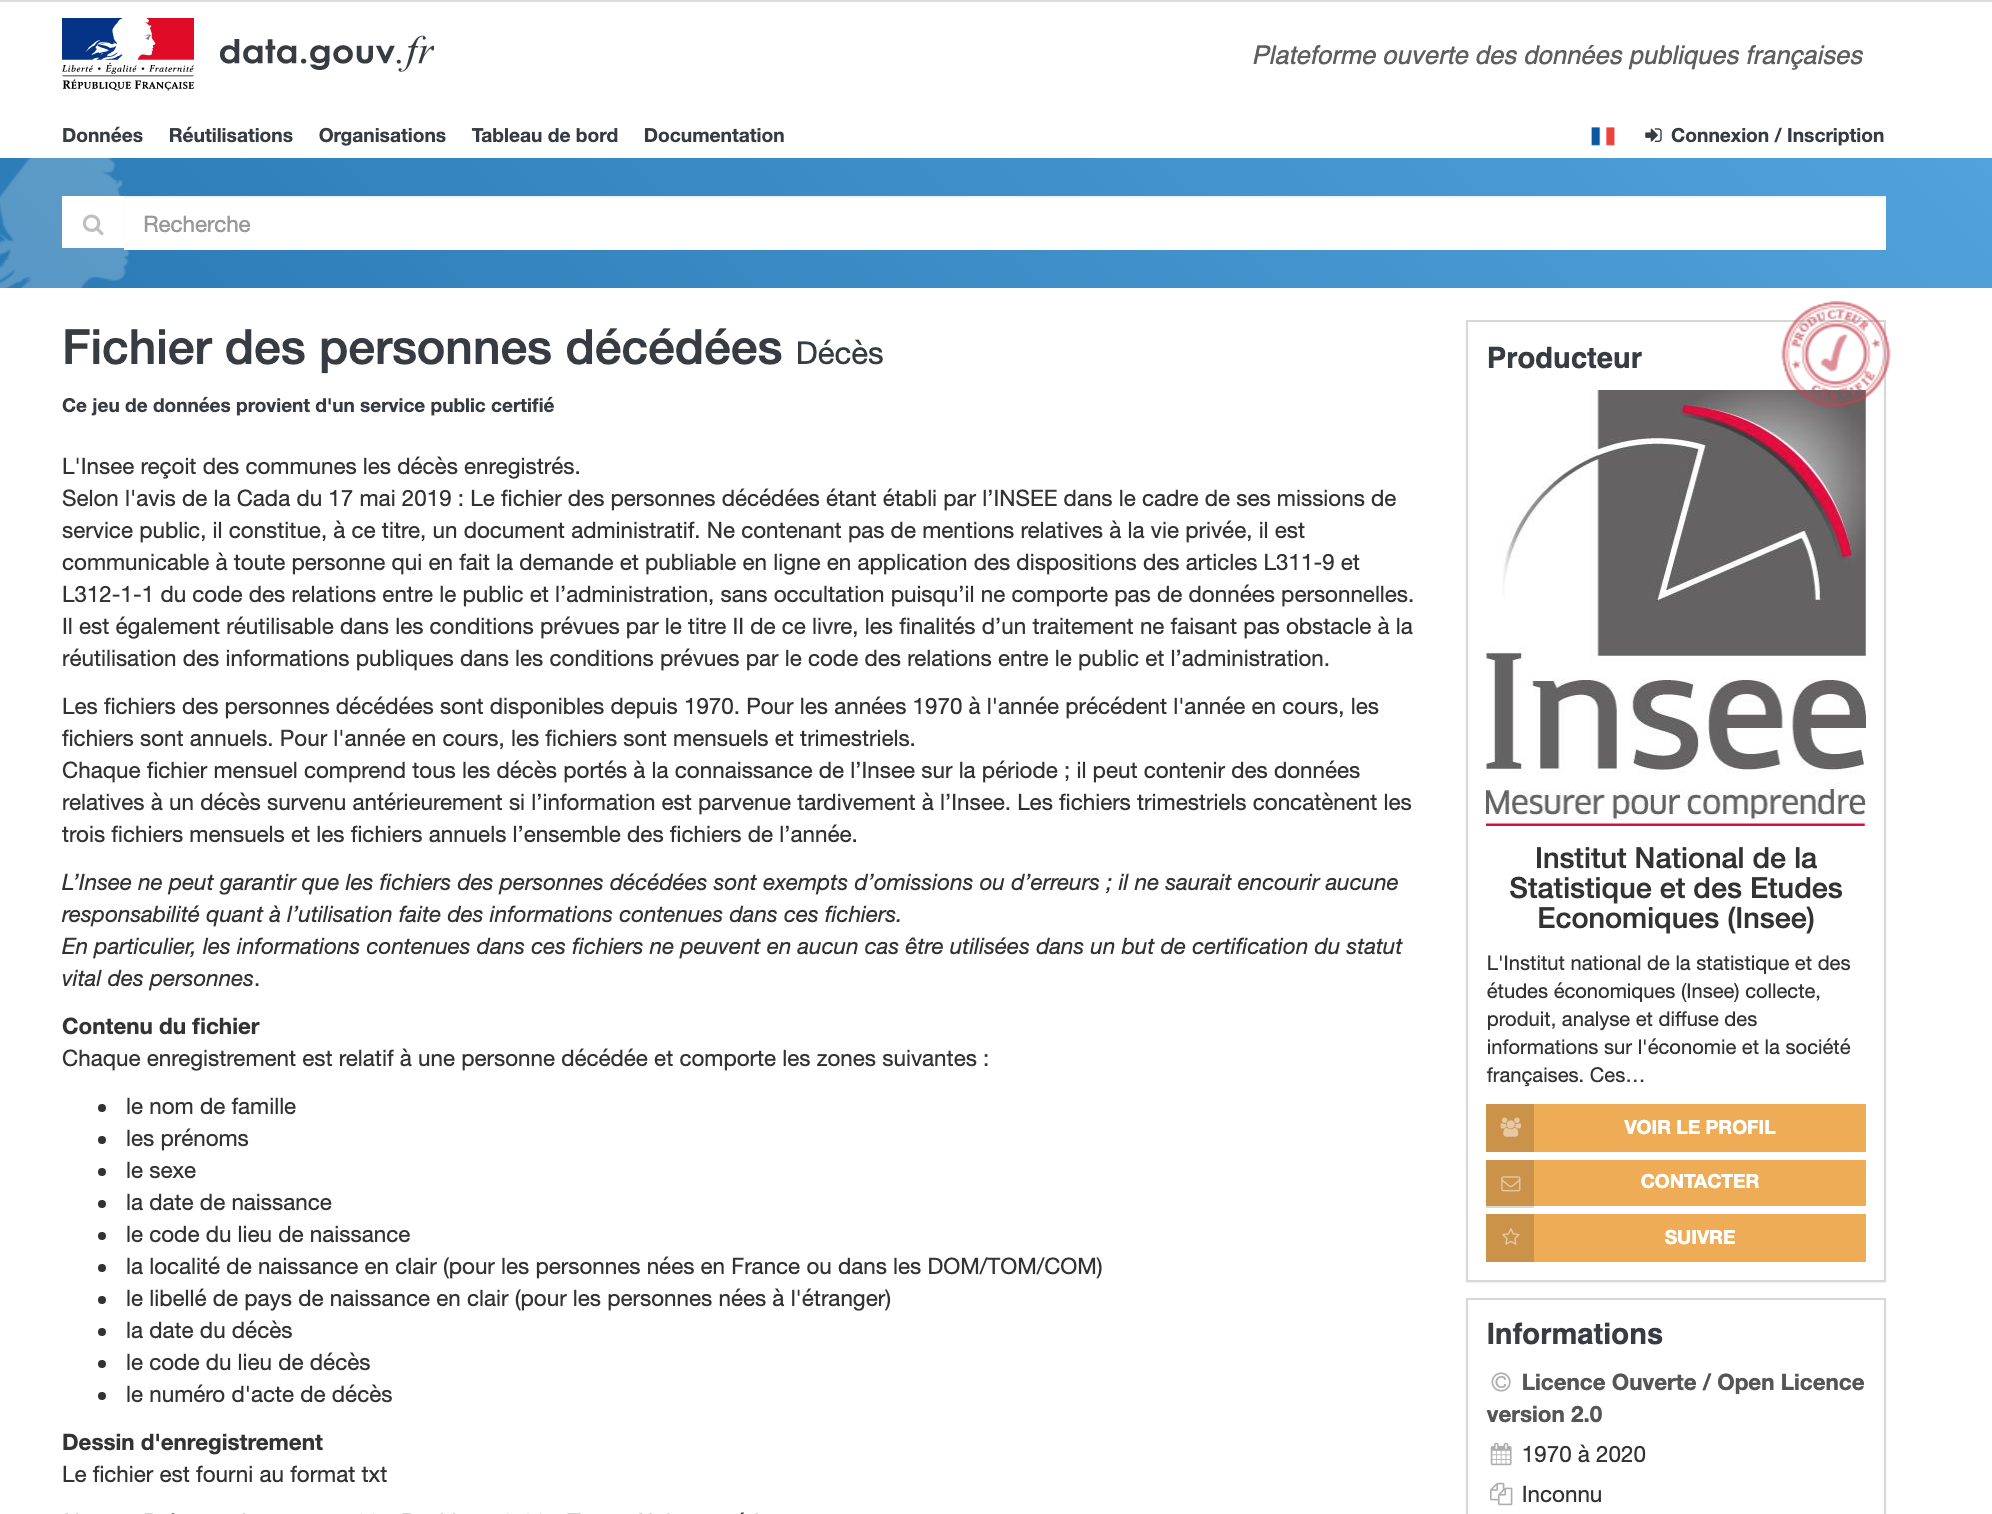 Liberté • Égalité • Fraternité
RÉPUBLIQUE FRANÇAISE
data.gouv.fr
Plateforme ouverte des données publiques françaises
Données Réutilisations Organisations Tableau de bord Documentation
Connexion / Inscription
Recherche
Fichier des personnes décédées Décès
Ce jeu de données provient d'un service public certifié
L'Insee reçoit des communes les décès enregistrés.
Selon l'avis de la Cada du 17 mai 2019 : Le fichier des personnes décédées étant établi par l’INSEE dans le cadre de ses missions de
service public, il constitue, à ce titre, un document administratif. Ne contenant pas de mentions relatives à la vie privée, il est
communicable à toute personne qui en fait la demande et publiable en ligne en application des dispositions des articles L311-9 et
L312-1-1 du code des relations entre le public et l’administration, sans occultation puisqu’il ne comporte pas de données personnelles.
Il est également réutilisable dans les conditions prévues par le titre II de ce livre, les finalités d’un traitement ne faisant pas obstacle à la
réutilisation des informations publiques dans les conditions prévues par le code des relations entre le public et l’administration.
Les fichiers des personnes décédées sont disponibles depuis 1970. Pour les années 1970 à l'année précédent l'année en cours, les
fichiers sont annuels. Pour l'année en cours, les fichiers sont mensuels et trimestriels.
Chaque fichier mensuel comprend tous les décès portés à la connaissance de l’Insee sur la période ; il peut contenir des données
relatives à un décès survenu antérieurement si l’information est parvenue tardivement à l’Insee. Les fichiers trimestriels concatènent les
trois fichiers mensuels et les fichiers annuels l’ensemble des fichiers de l’année.
L’Insee ne peut garantir que les fichiers des personnes décédées sont exempts d’omissions ou d’erreurs ; il ne saurait encourir aucune
responsabilité quant à l’utilisation faite des informations contenues dans ces fichiers.
En particulier, les informations contenues dans ces fichiers ne peuvent en aucun cas être utilisées dans un but de certification du statut
vital des personnes.
Contenu du fichier
Chaque enregistrement est relatif à une personne décédée et comporte les zones suivantes :
• le nom de famille
• les prénoms
• le sexe
• la date de naissance
• le code du lieu de naissance
• la localité de naissance en clair (pour les personnes nées en France ou dans les DOM/TOM/COM)
• le libellé de pays de naissance en clair (pour les personnes nées à l'étranger)
• la date du décès
• le code du lieu de décès
• le numéro d'acte de décès
Dessin d'enregistrement
Le fichier est fourni au format txt
Producteur
PRODUCTEUR
CERTIFIÉ
Insee
Mesurer pour comprendre
Institut National de la
Statistique et des Etudes
Economiques (Insee)
L'Institut national de la statistique et des
études économiques (Insee) collecte,
produit, analyse et diffuse des
informations sur l'économie et la société
françaises. Ces…
VOIR LE PROFIL
CONTACTER
SUIVRE
Informations
© Licence Ouverte / Open Licence
version 2.0
1970 à 2020
Inconnu